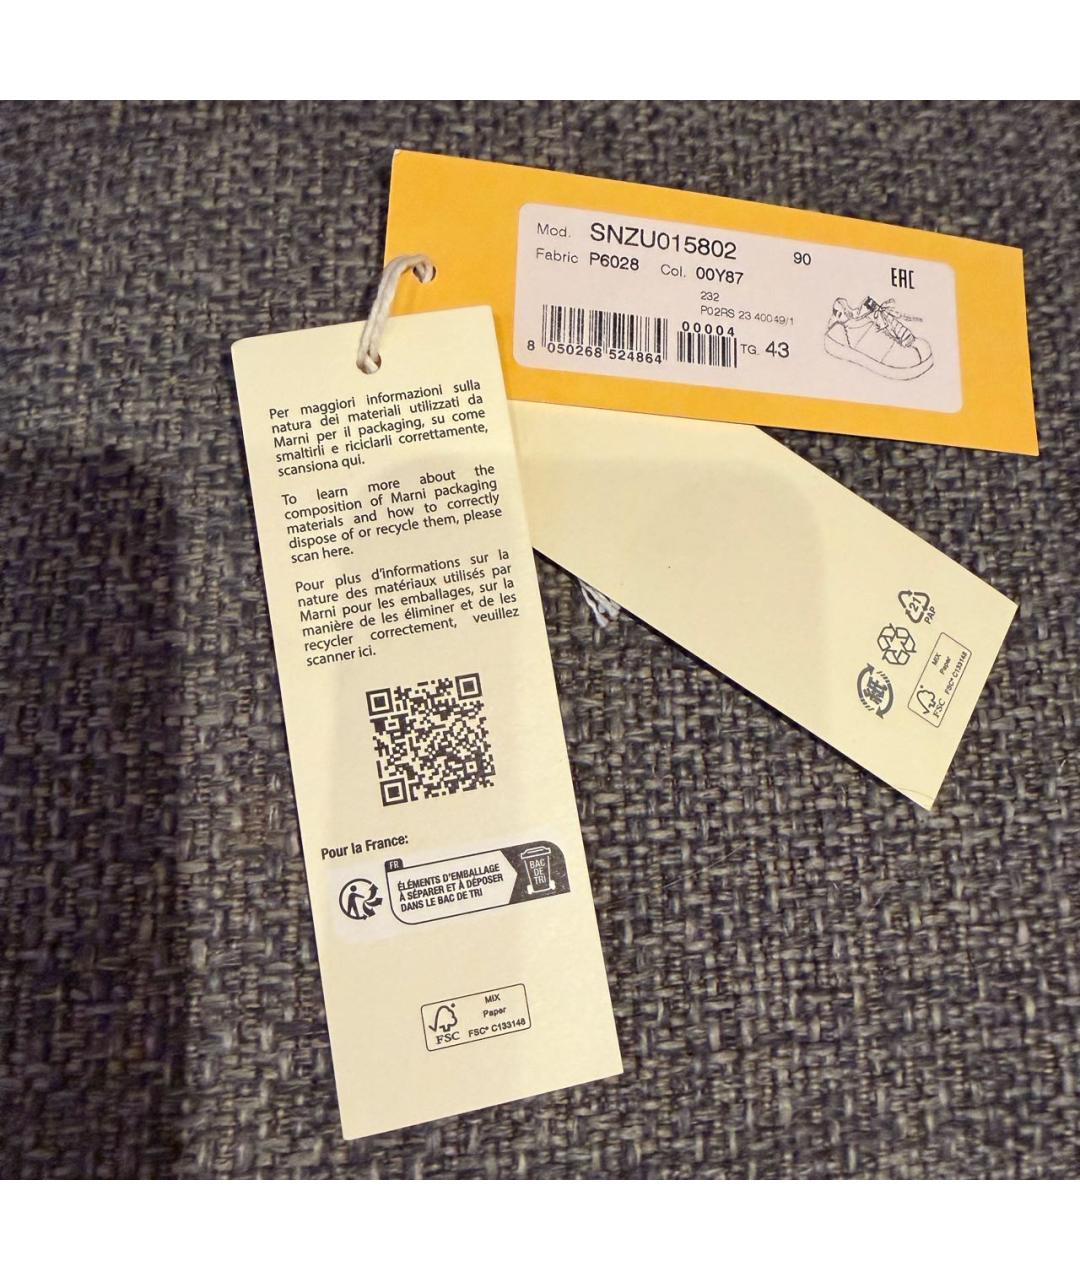 Mod. SNZU015802 90
Fabric P6028 Col. 00Y87
EAC
232
P02RS 23 40049/1
00004
8 050268 524864
TG. 43
Per maggiori informazioni sulla
natura dei materiali utilizzati da
Marni per il packaging, su come
smaltirli e riciclarli correttamente,
scansiona qui.
To learn more about the
composition of Marni packaging
materials and how to correctly
dispose of or recycle them, please
scan here.
Pour plus d'informations sur la
nature des matériaux utilisés par
Marni pour les emballages, sur la
manière de les éliminer et de les
recycler correctement, veuillez
scanner ici.
Pour la France:
FR
ÉLÉMENTS D'EMBALLAGE
À SÉPARER ET À DÉPOSER
DANS LE BAC DE TRI
BAC
DE
TRI
MIX
Paper
FSC FSC® C133148
21
PAP
紙
MIX
Paper
FSC FSC® C133148